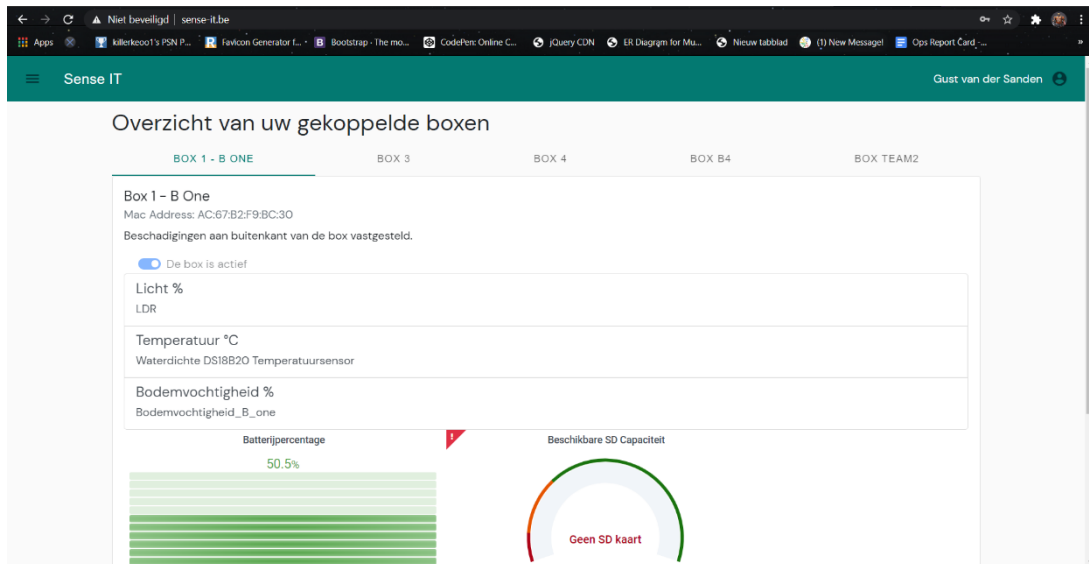 Niet beveiligd | sense-it.be
Apps killerkeoo1's PSN P... Favicon Generator f... Bootstrap · The mo... CodePen: Online C... jQuery CDN ER Diagram for Mu... Nieuw tabblad (1) New Message! Ops Report Card -... »
Sense IT Gust van der Sanden
Overzicht van uw gekoppelde boxen
BOX 1 - B ONE BOX 3 BOX 4 BOX B4 BOX TEAM2
Box 1 - B One
Mac Address: AC:67:B2:F9:BC:30
Beschadigingen aan buitenkant van de box vastgesteld.
De box is actief
Licht %
LDR
Temperatuur °C
Waterdichte DS18B20 Temperatuursensor
Bodemvochtigheid %
Bodemvochtigheid_B_one
Batterijpercentage ! Beschikbare SD Capaciteit
50.5%
Geen SD kaart